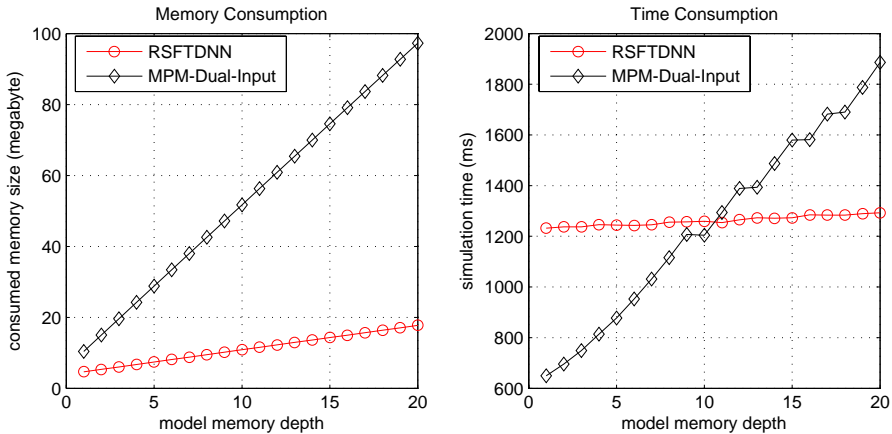 Memory Consumption
RSFTDNN
MPM-Dual-Input
consumed memory size (megabyte)
100
80
60
40
20
0
0 5 10 15 20
model memory depth
Time Consumption
RSFTDNN
MPM-Dual-Input
simulation time (ms)
2000
1800
1600
1400
1200
1000
800
600
0 5 10 15 20
model memory depth